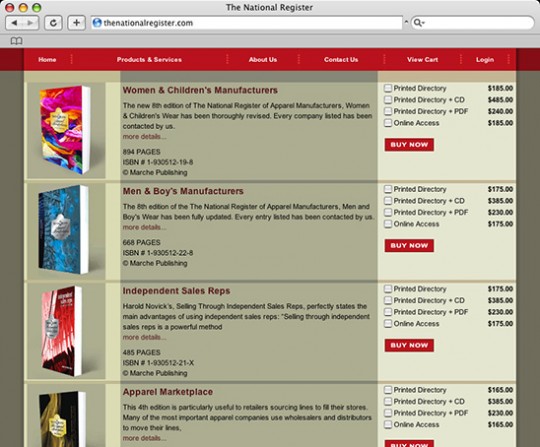 The National Register
thenationalregister.com
Home
Products & Services
About Us
Contact Us
View Cart
Login
Women & Children's Manufacturers
The new 8th edition of The National Register of Apparel Manufacturers, Women
& Children's Wear has been thoroughly revised. Every company listed has been
contacted by us.
more details...
894 PAGES
ISBN # 1-930512-19-8
© Marche Publishing
Printed Directory $185.00
Printed Directory + CD $485.00
Printed Directory + PDF $240.00
Online Access $185.00
BUY NOW
Men & Boy's Manufacturers
The 8th edition of the The National Register of Apparel Manufacturers, Men and
Boy's Wear has been fully updated. Every entry listed has been contacted by us.
more details...
668 PAGES
ISBN # 1-930512-22-8
© Marche Publishing
Printed Directory $175.00
Printed Directory + CD $385.00
Printed Directory + PDF $230.00
Online Access $175.00
BUY NOW
Independent Sales Reps
Harold Novick's, Selling Through Independent Sales Reps, perfectly states the
main advantages of using independent sales reps: "Selling through independent
sales reps is a powerful method
more details...
485 PAGES
ISBN # 1-930512-21-X
© Marche Publishing
Printed Directory $175.00
Printed Directory + CD $385.00
Printed Directory + PDF $230.00
Online Access $175.00
BUY NOW
Apparel Marketplace
This 4th edition is particularly useful to retailers sourcing lines to fill their stores.
Many of the most important apparel companies use wholesalers and distributors
to move their lines,
more details...
Printed Directory $165.00
Printed Directory + CD $385.00
Printed Directory + PDF $230.00
Online Access $165.00
BUY NOW